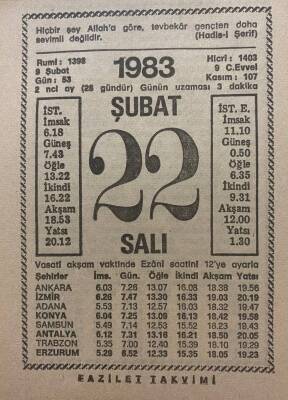 Hiçbir şey Allah'a göre, tevbekâr gençten daha
sevimli değildir. (Hadis-i Şerif)
Rumî: 1398
9 Şubat
Gün: 53
1983
Hicrî: 1403
9 C.Evvel
Kasım: 107
2 nci ay (28 gündür) Günün uzaması 3 dakika
ŞUBAT
22
SALI
İST.
İmsak
6.18
Güneş
7.43
Öğle
13.22
İkindi
16.22
Akşam
18.53
Yatsı
20.12
İST. E.
İmsak
11.10
Güneş
0.50
Öğle
6.35
İkindi
9.31
Akşam
12.00
Yatsı
1.30
Vasatî akşam vaktinde Ezânî saatini 12'ye ayarla
Şehirler İms. Gün. Öğle İkindi Akşam Yatsı
ANKARA 6.03 7.26 13.07 16.08 18.38 19.56
İZMİR 6.26 7.47 13.30 16.33 19.03 20.19
ADANA 5.53 7.13 12.57 16.03 18.32 19.47
KONYA 6.04 7.25 13.09 16.13 18.42 19.58
SAMSUN 5.49 7.14 12.53 15.52 18.23 19.43
ANTALYA 6.12 7.31 13.16 16.21 18.50 20.05
TRABZON 5.35 7.00 12.40 15.39 18.10 19.29
ERZURUM 5.29 6.52 12.33 15.35 18.05 19.23
FAZİLET TAKVİMİ